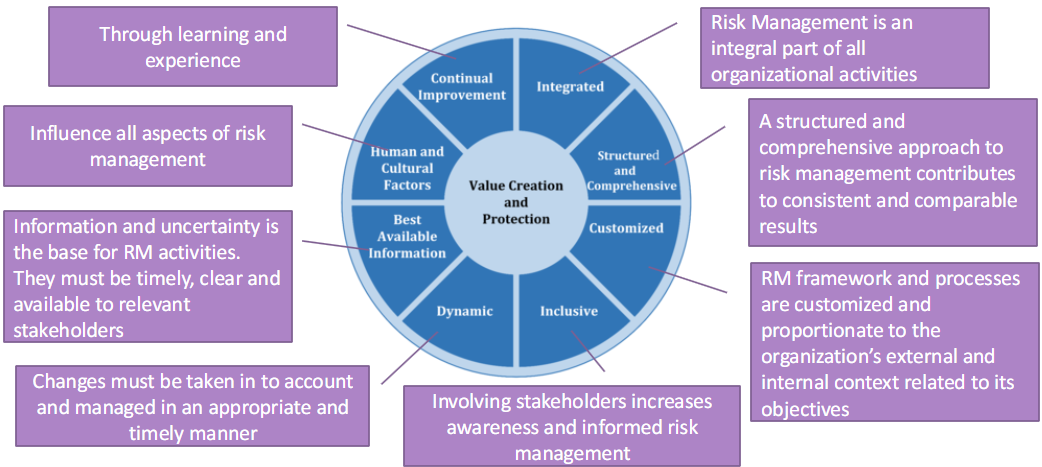 Through learning and
experience
Risk Management is an
integral part of all
organizational activities
Continual
Improvement
Integrated
Influence all aspects of risk
management
A structured and
comprehensive approach to
risk management contributes
to consistent and comparable
results
Human and
Cultural
Factors
Structured
and
Comprehensive
Value Creation
and
Protection
Information and uncertainty is
the base for RM activities.
They must be timely, clear and
available to relevant
stakeholders
Best
Available
Information
Customized
RM framework and processes
are customized and
proportionate to the
organization’s external and
internal context related to its
objectives
Dynamic
Inclusive
Changes must be taken in to account
and managed in an appropriate and
timely manner
Involving stakeholders increases
awareness and informed risk
management